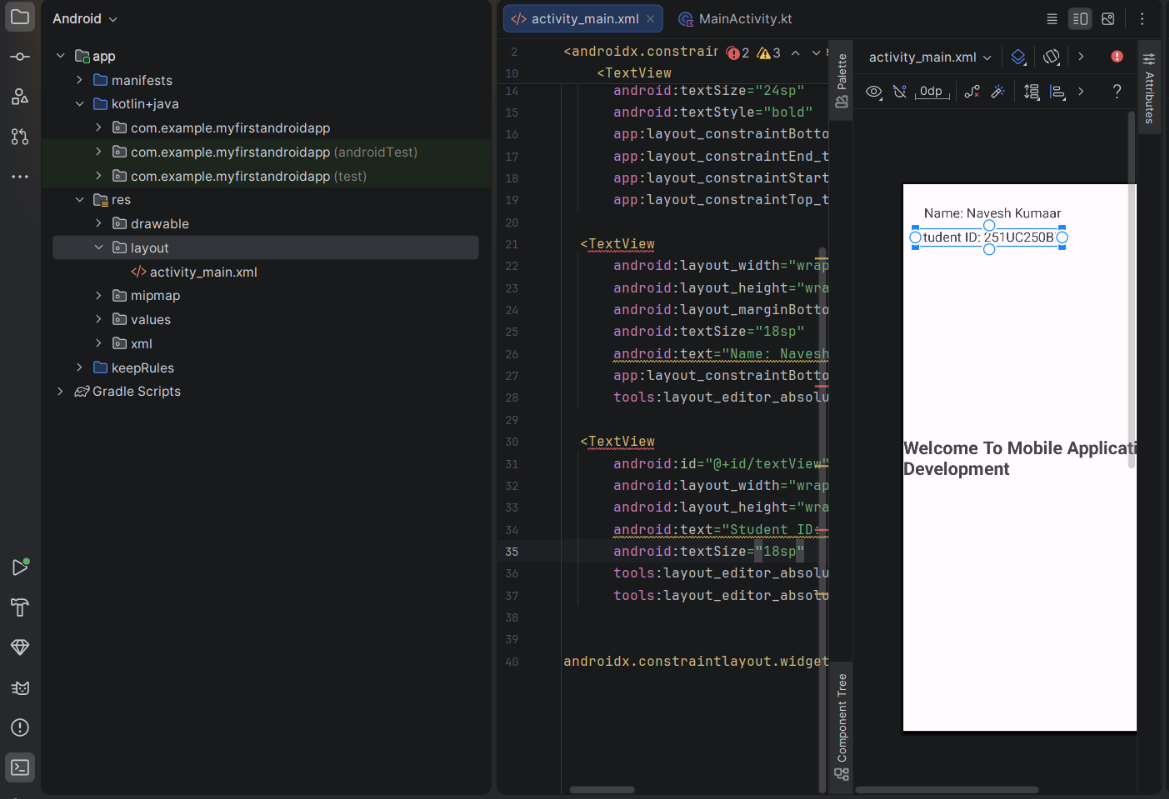 Android
app
manifests
kotlin+java
com.example.myfirstandroidapp
com.example.myfirstandroidapp (androidTest)
com.example.myfirstandroidapp (test)
res
drawable
layout
</> activity_main.xml
mipmap
values
xml
keepRules
Gradle Scripts
</> activity_main.xml ×
MainActivity.kt
2 <androidx.constrair
2 3
10 <TextView
14 android:textSize="24sp"
15 android:textStyle="bold"
16 app:layout_constraintBotto
17 app:layout_constraintEnd_t
18 app:layout_constraintStart
19 app:layout_constraintTop_t
20
21 <TextView
22 android:layout_width="wrap
23 android:layout_height="wra
24 android:layout_marginBotto
25 android:textSize="18sp"
26 android:text="Name: Navesh
27 app:layout_constraintBotto
28 tools:layout_editor_absolu
29
30 <TextView
31 android:id="@+id/textView"
32 android:layout_width="wrap
33 android:layout_height="wra
34 android:text="Student ID:
35 android:textSize="18sp"
36 tools:layout_editor_absolu
37 tools:layout_editor_absolu
38
39
40 androidx.constraintlayout.widget
Palette
Component Tree
activity_main.xml
0dp
?
Attributes
Name: Navesh Kumaar
tudent ID: 251UC250B
Welcome To Mobile Applicati
Development